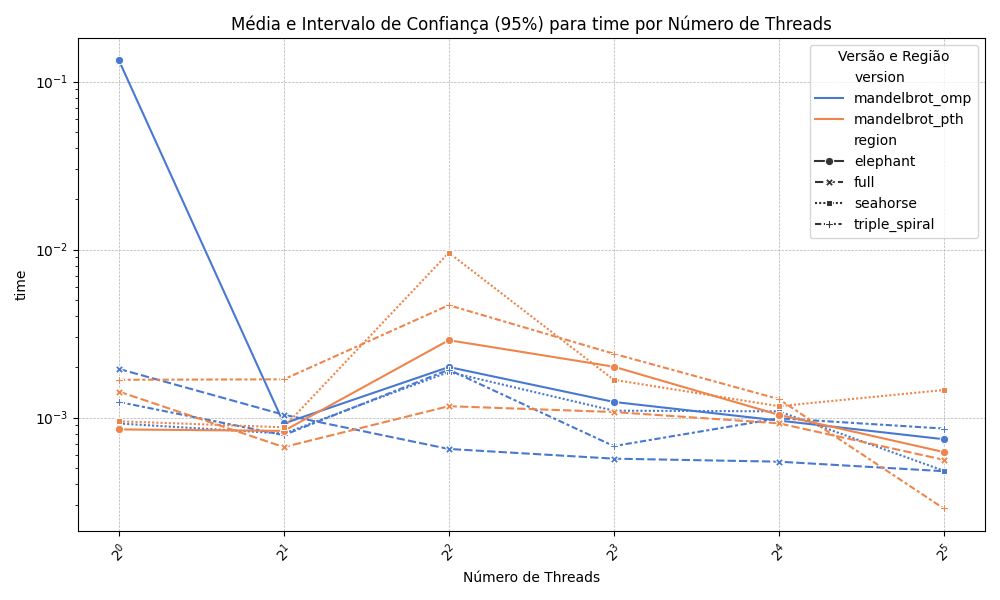 Média e Intervalo de Confiança (95%) para time por Número de Threads
Versão e Região
version
mandelbrot_omp
mandelbrot_pth
region
elephant
full
seahorse
triple_spiral
10⁻¹
10⁻²
10⁻³
time
2⁰
2¹
2²
2³
2⁴
2⁵
Número de Threads